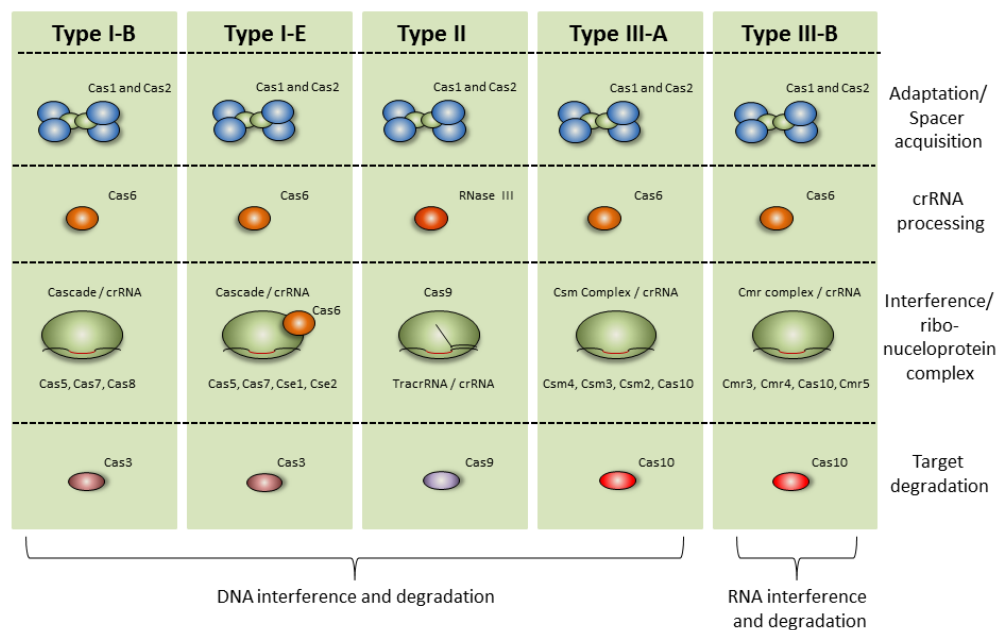 Type I-B
Type I-E
Type II
Type III-A
Type III-B
Cas1 and Cas2
Cas1 and Cas2
Cas1 and Cas2
Cas1 and Cas2
Cas1 and Cas2
Adaptation/
Spacer
acquisition
Cas6
Cas6
RNase III
Cas6
Cas6
crRNA
processing
Cascade / crRNA
Cascade / crRNA
Cas9
Csm Complex / crRNA
Cmr complex / crRNA
Cas6
Interference/
ribo-
nuceloprotein
complex
Cas5, Cas7, Cas8
Cas5, Cas7, Cse1, Cse2
TracrRNA / crRNA
Csm4, Csm3, Csm2, Cas10
Cmr3, Cmr4, Cas10, Cmr5
Cas3
Cas3
Cas9
Cas10
Cas10
Target
degradation
DNA interference and degradation
RNA interference
and degradation